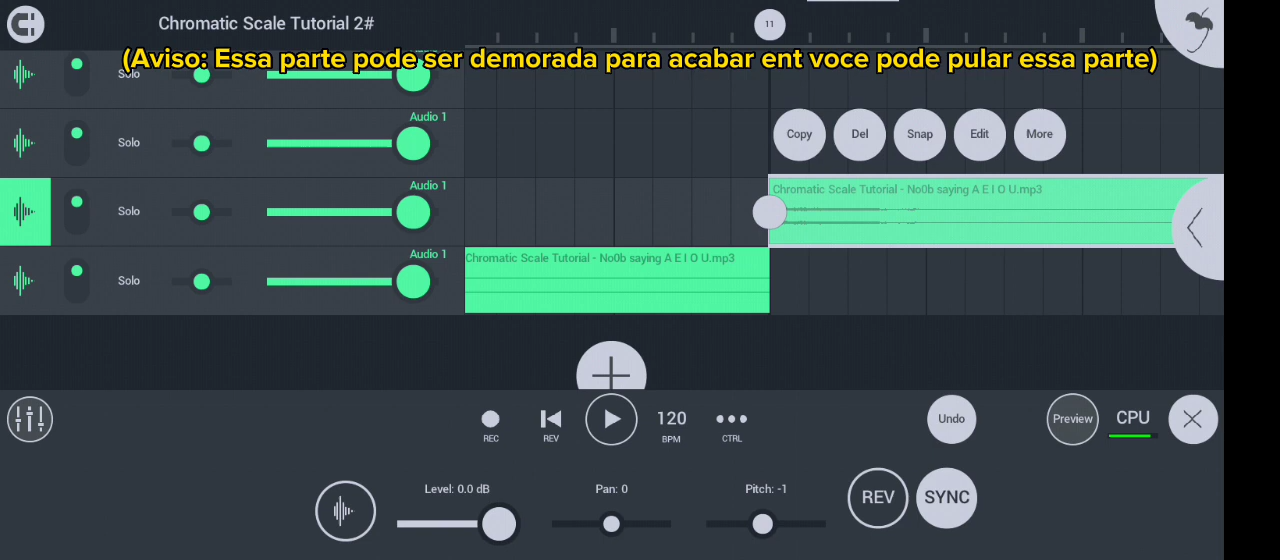 Chromatic Scale Tutorial 2#
11
(Aviso: Essa parte pode ser demorada para acabar ent voce pode pular essa parte)
Solo
Audio 1
Solo
Copy Del Snap Edit More
Audio 1
Solo
Chromatic Scale Tutorial - No0b saying A E I O U.mp3
Audio 1
Solo
Chromatic Scale Tutorial - No0b saying A E I O U.mp3
REC
REV
120
BPM
CTRL
Undo
Preview
CPU
Level: 0.0 dB
Pan: 0
Pitch: -1
REV
SYNC